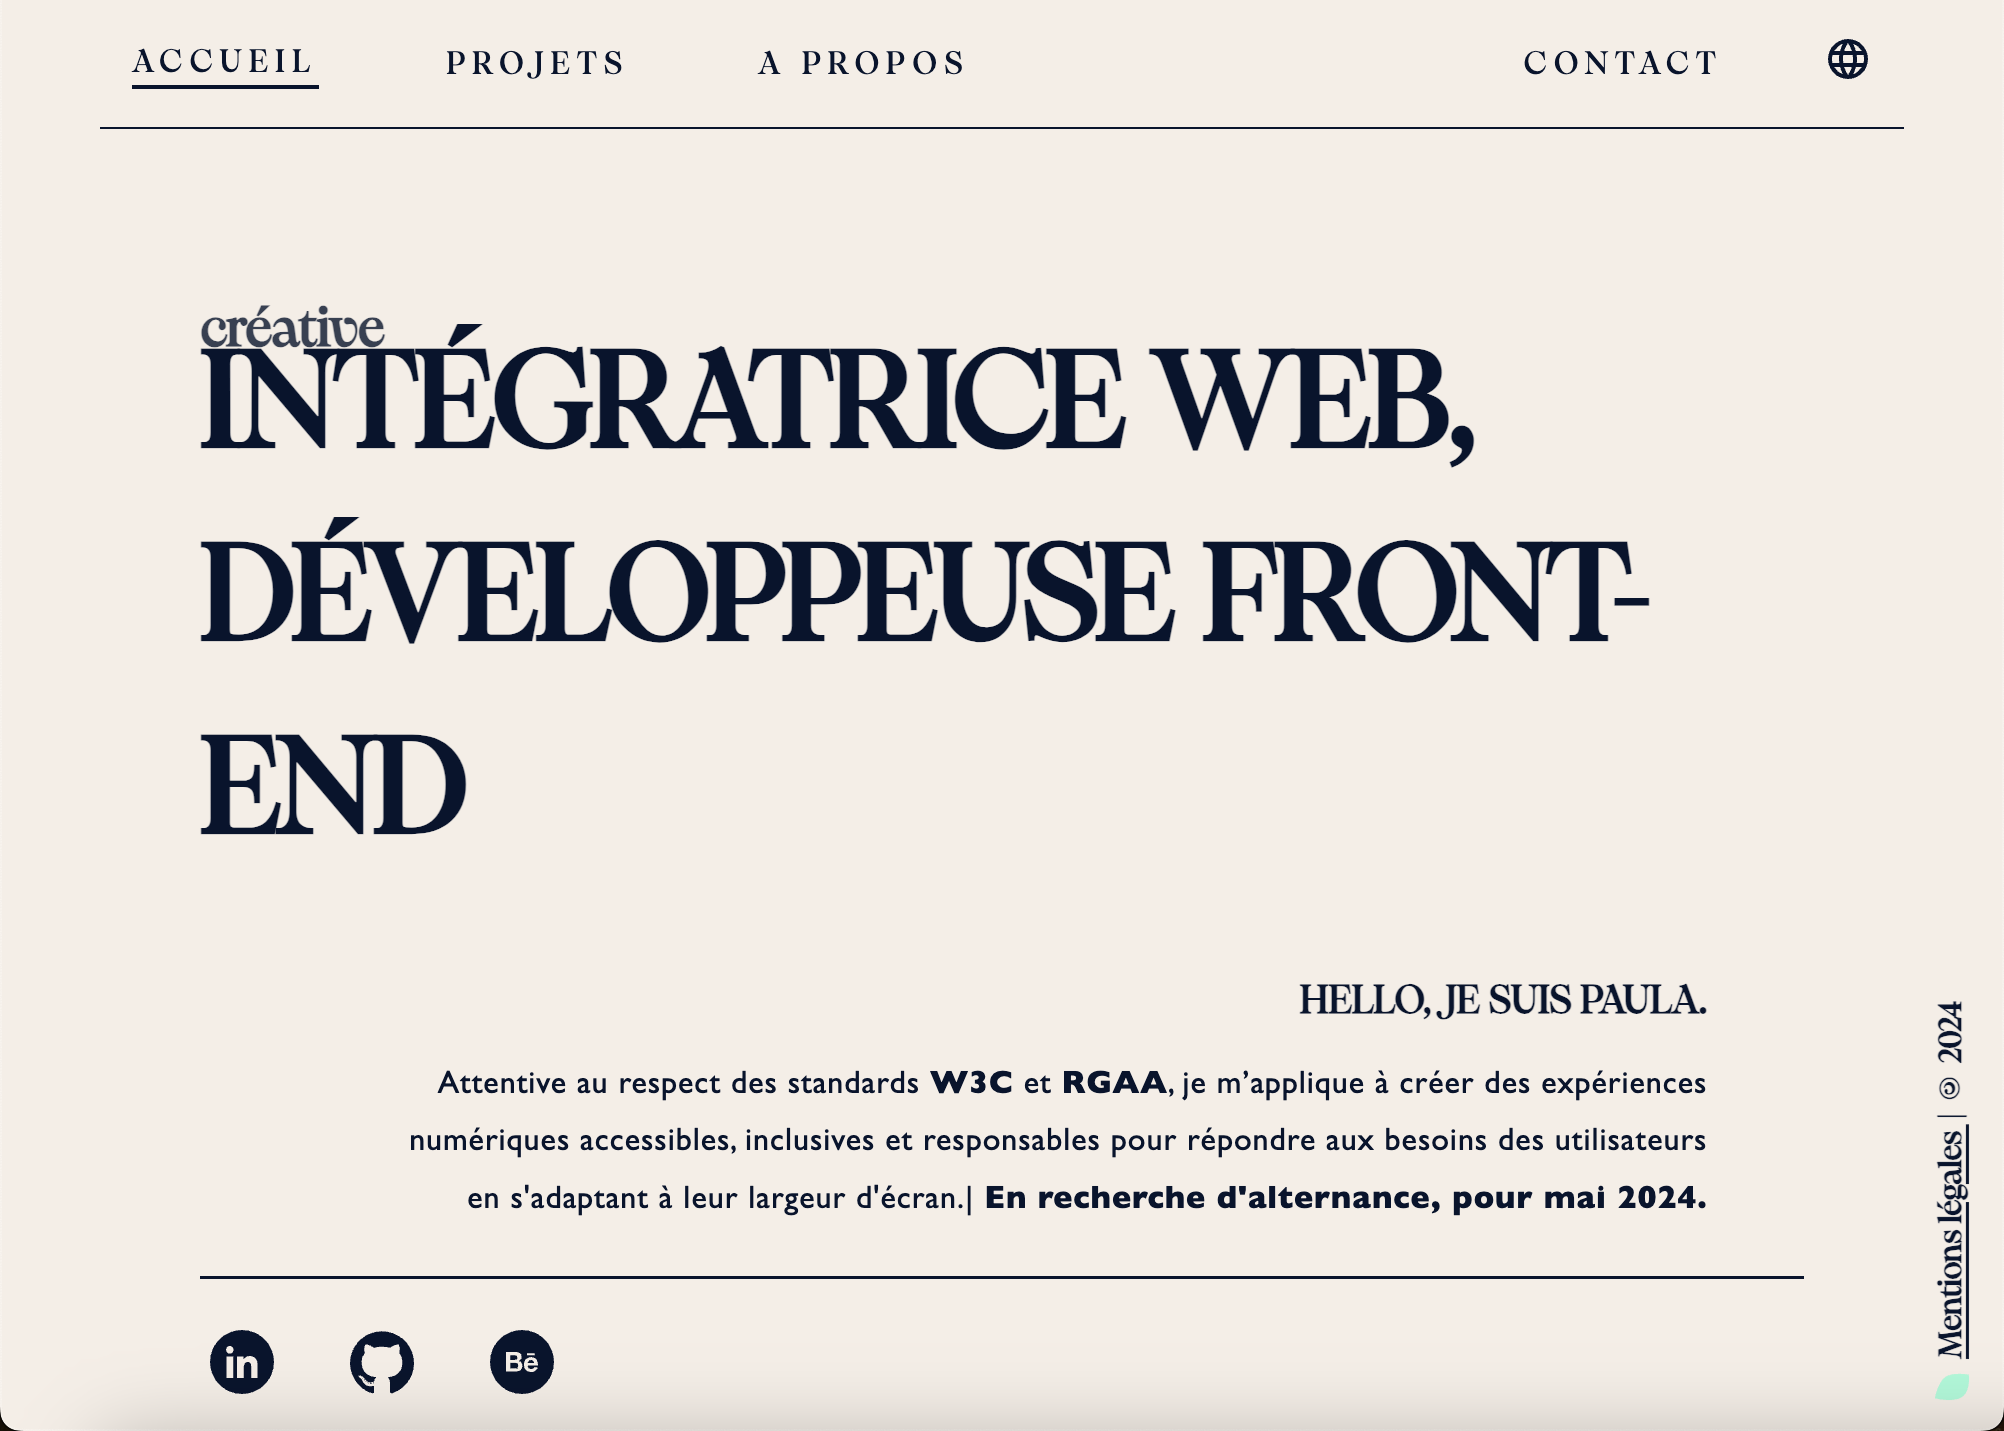 ACCUEIL PROJETS A PROPOS CONTACT
créative
INTÉGRATRICE WEB,
DÉVELOPPEUSE FRONT-
END
HELLO, JE SUIS PAULA.
Attentive au respect des standards W3C et RGAA, je m’applique à créer des expériences
numériques accessibles, inclusives et responsables pour répondre aux besoins des utilisateurs
en s'adaptant à leur largeur d'écran.| En recherche d'alternance, pour mai 2024.
in Bē
Mentions légales | © 2024